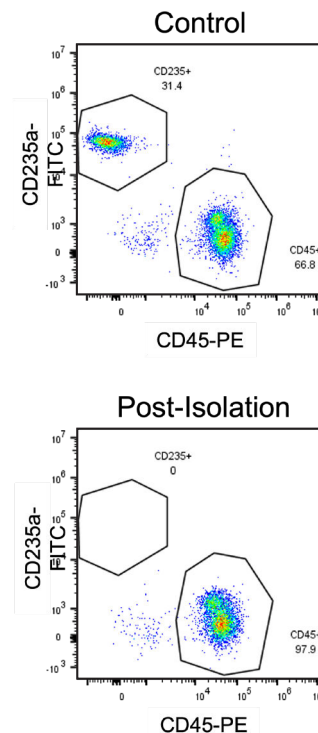 Control
CD235a-
FITC
10^7
10^6
10^5
10^3
0
-10^3
CD235+
31.4
CD45+
66.8
0
10^4
10^5
10^6
CD45-PE
Post-Isolation
CD235a-
FITC
10^7
10^6
10^5
10^3
0
-10^3
CD235+
0
CD45+
97.9
0
10^4
10^5
10^6
CD45-PE